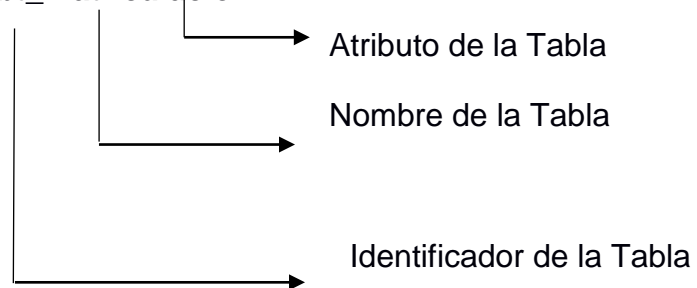 Atributo de la Tabla
Nombre de la Tabla
Identificador de la Tabla